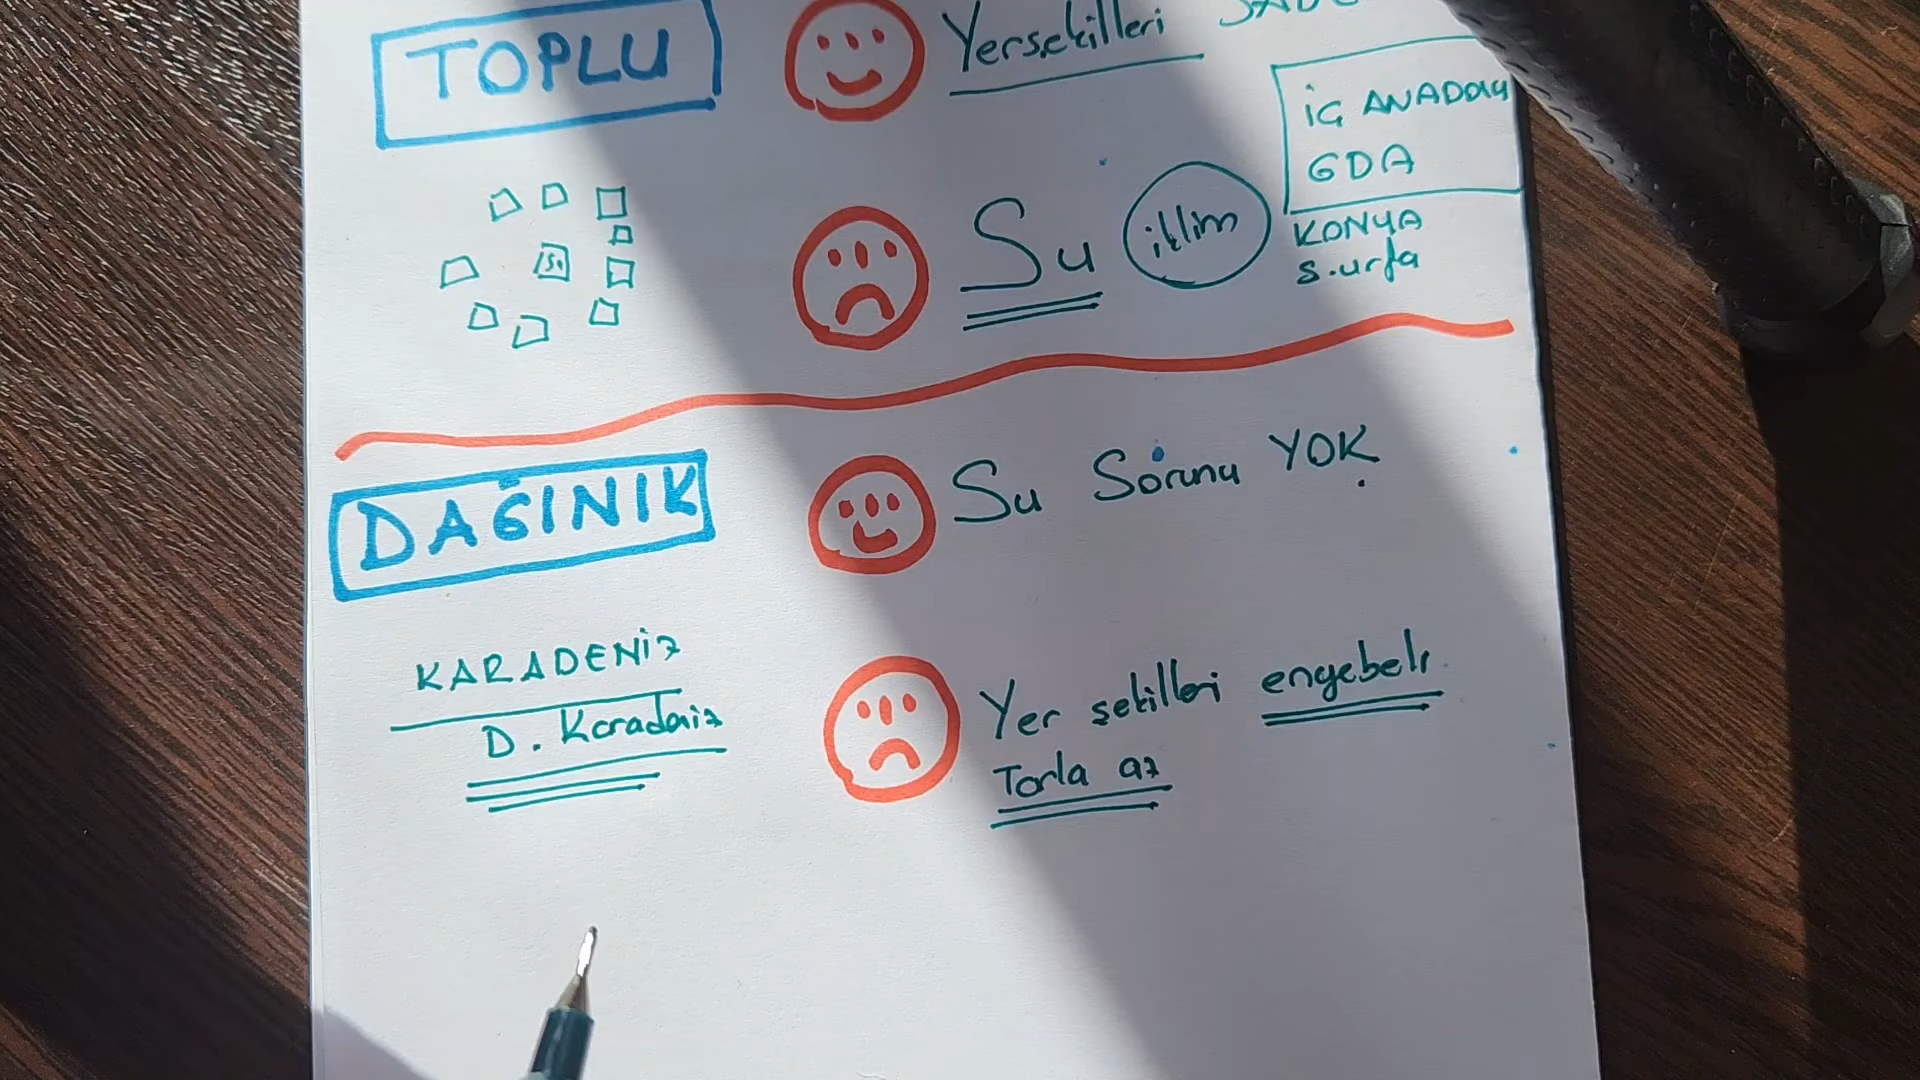 TOPLU
Yerşekilleri
İÇ ANADOLU
GDA
KONYA
Ş.urfa
Su
iklim
Su
DAĞINIK
Su Sorunu YOK.
KARADENİZ
D. Karadeniz
Yer şekilleri engebeli
Tarla az